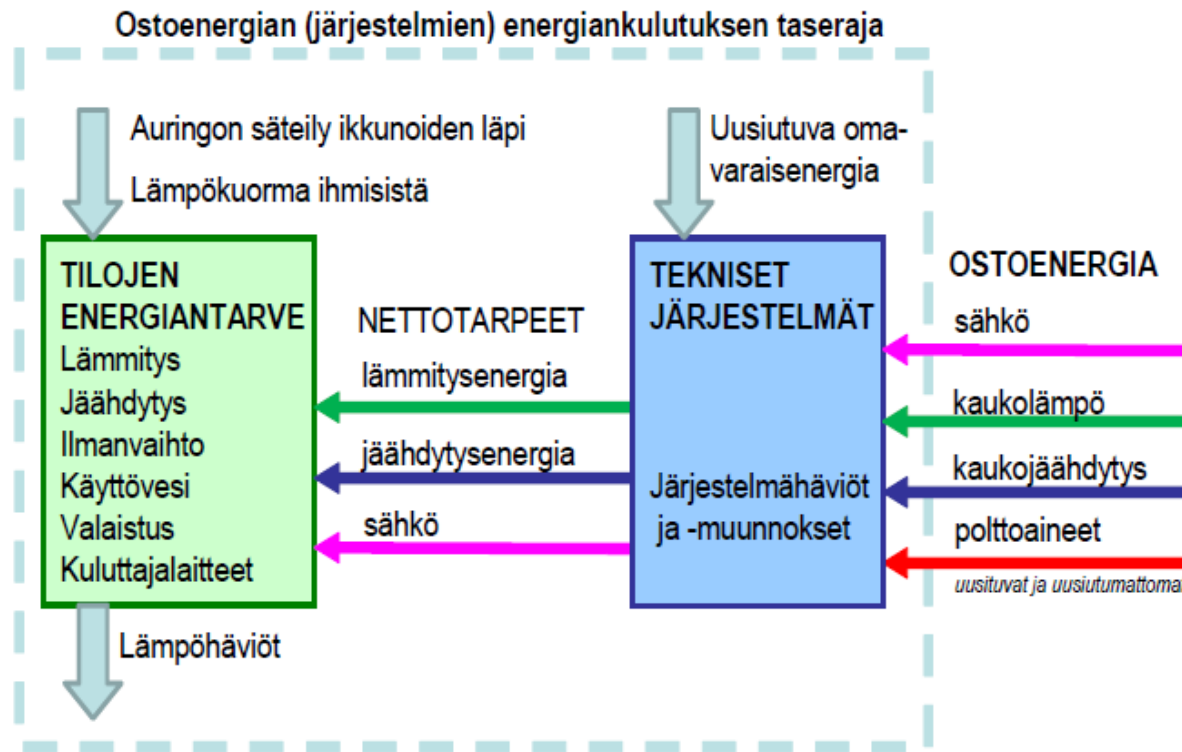 Ostoenergian (järjestelmien) energiankulutuksen taseraja
Auringon säteily ikkunoiden läpi
Lämpökuorma ihmisistä
Uusiutuva oma-
varaisenergia
TILOJEN
ENERGIANTARVE
Lämmitys
Jäähdytys
Ilmanvaihto
Käyttövesi
Valaistus
Kuluttajalaitteet
NETTOTARPEET
lämmitysenergia
jäähdytysenergia
sähkö
TEKNISET
JÄRJESTELMÄT
Järjestelmähäviöt
ja -muunnokset
OSTOENERGIA
sähkö
kaukolämpö
kaukojäähdytys
polttoaineet
uusituvat ja uusiutumattomat
Lämpöhäviöt